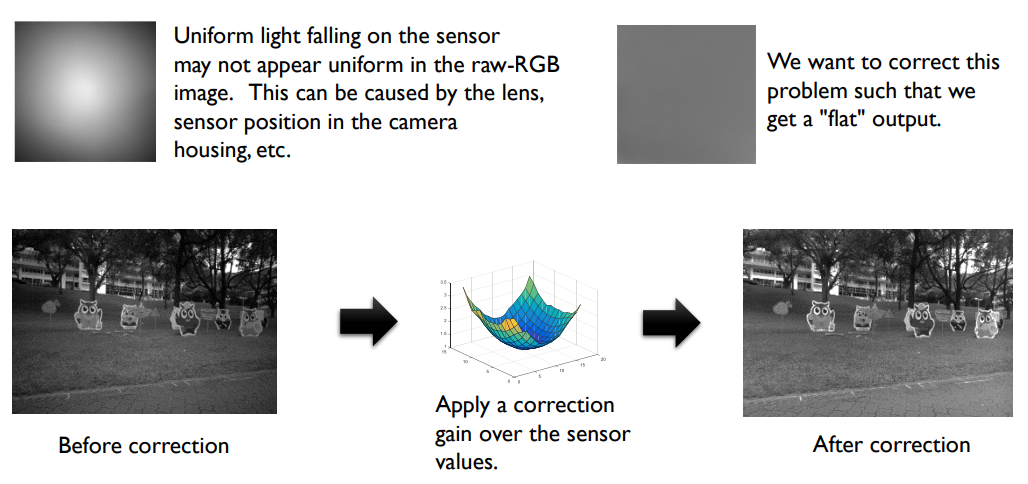 Uniform light falling on the sensor
may not appear uniform in the raw-RGB
image. This can be caused by the lens,
sensor position in the camera
housing, etc.
We want to correct this
problem such that we
get a "flat" output.
3.5
3
2.5
2
1.5
1
15
10
5
0
0
5
10
15
20
Before correction
Apply a correction
gain over the sensor
values.
After correction